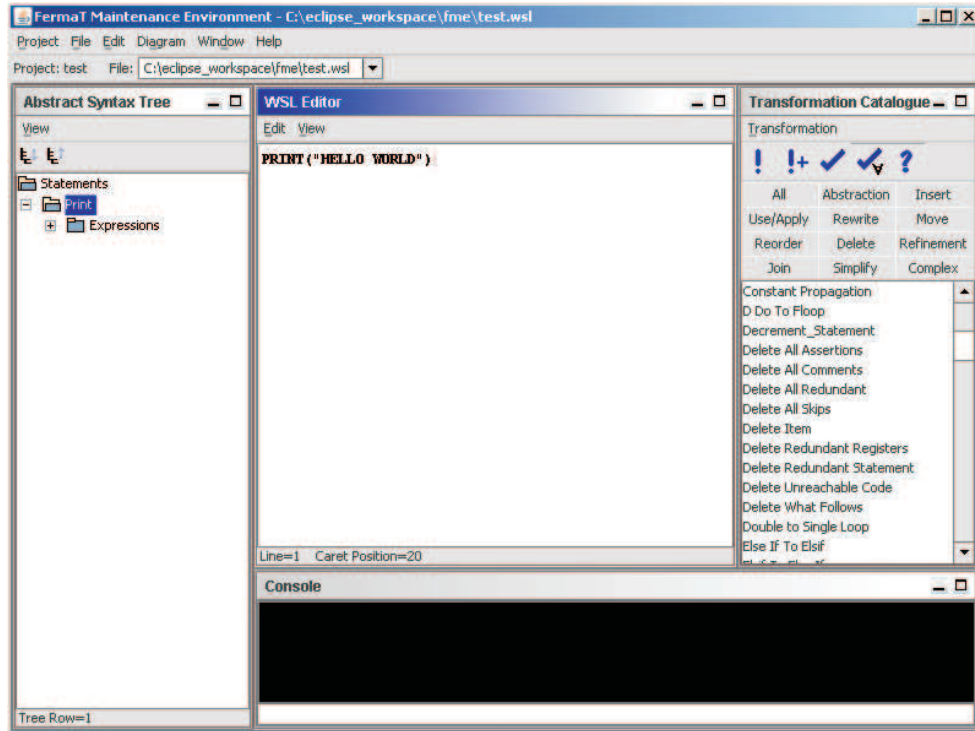 FermaT Maintenance Environment - C:\eclipse_workspace\fme\test.wsl
Project File Edit Diagram Window Help
Project: test File: C:\eclipse_workspace\fme\test.wsl
Abstract Syntax Tree
View
Statements
Print
Expressions
Tree Row=1
WSL Editor
Edit View
PRINT("HELLO WORLD")
Line=1 Caret Position=20
Console
Transformation Catalogue
Transformation
! !+ ?
All Abstraction Insert
Use/Apply Rewrite Move
Reorder Delete Refinement
Join Simplify Complex
Constant Propagation
D Do To Floop
Decrement_Statement
Delete All Assertions
Delete All Comments
Delete All Redundant
Delete All Skips
Delete Item
Delete Redundant Registers
Delete Redundant Statement
Delete Unreachable Code
Delete What Follows
Double to Single Loop
Else If To Elsif